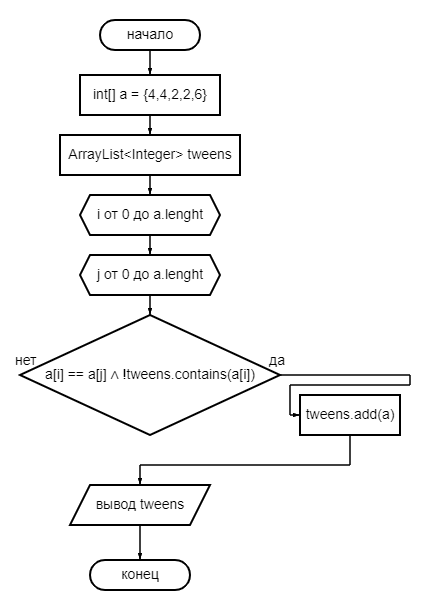 начало
int[] a = {4,4,2,2,6}
ArrayList<Integer> tweens
i от 0 до a.lenght
j от 0 до a.lenght
нет
да
a[i] == a[j] ∧ !tweens.contains(a[i])
tweens.add(a)
вывод tweens
конец